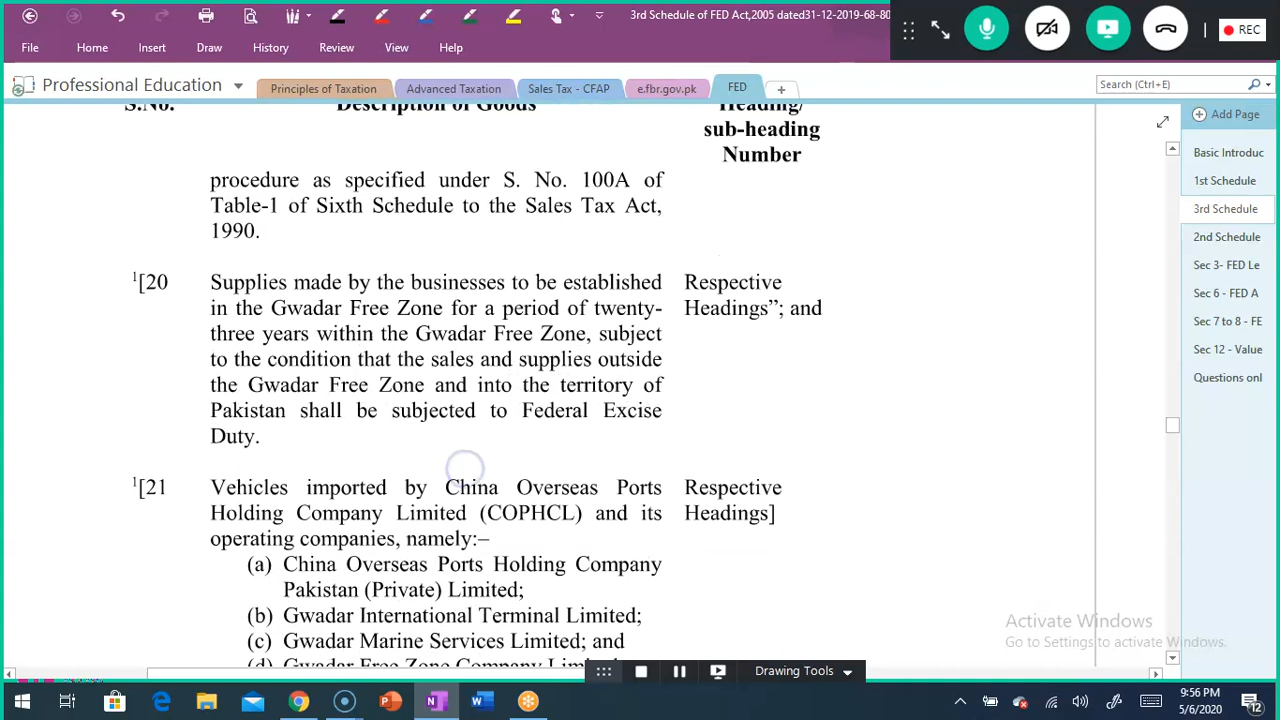 3rd Schedule of FED Act,2005 dated31-12-2019-68-80
REC
File Home Insert Draw History Review View Help
Professional Education Principles of Taxation Advanced Taxation Sales Tax - CFAP e.fbr.gov.pk FED Search (Ctrl+E)
Add Page
Basic Introduc
1st Schedule
3rd Schedule
2nd Schedule
Sec 3- FED Le
Sec 6 - FED A
Sec 7 to 8 - FE
Sec 12 - Value
Questions onl
S.No. Description of Goods Heading/
sub-heading
Number
procedure as specified under S. No. 100A of
Table-1 of Sixth Schedule to the Sales Tax Act,
1990.
1[20 Supplies made by the businesses to be established Respective
in the Gwadar Free Zone for a period of twenty- Headings”; and
three years within the Gwadar Free Zone, subject
to the condition that the sales and supplies outside
the Gwadar Free Zone and into the territory of
Pakistan shall be subjected to Federal Excise
Duty.
1[21 Vehicles imported by China Overseas Ports Respective
Holding Company Limited (COPHCL) and its Headings]
operating companies, namely:–
(a) China Overseas Ports Holding Company
Pakistan (Private) Limited;
(b) Gwadar International Terminal Limited;
(c) Gwadar Marine Services Limited; and
(d) Gwadar Free Zone Company
Activate Windows
Go to Settings to activate Windows.
Drawing Tools
9:56 PM
5/6/2020
12